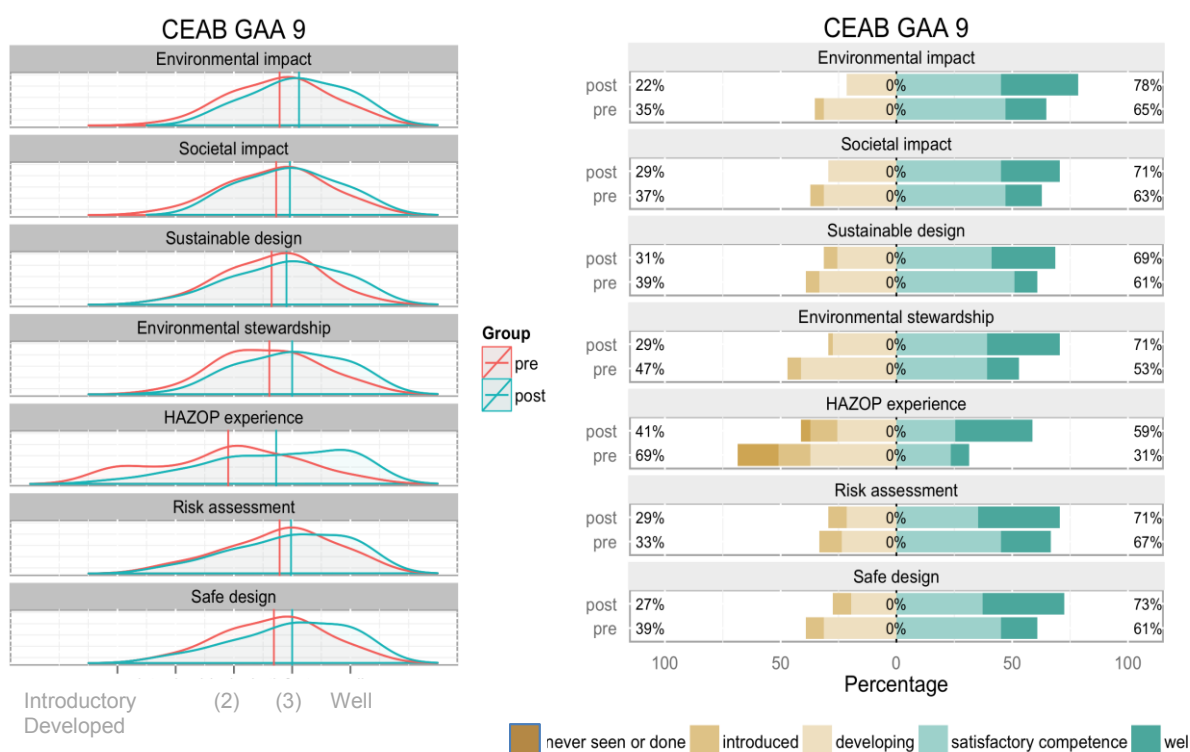 CEAB GAA 9
Environmental impact
Societal impact
Sustainable design
Environmental stewardship
HAZOP experience
Risk assessment
Safe design
Introductory (2) (3) Well
Developed
Group
pre
post
CEAB GAA 9
Environmental impact
post 22% 0% 78%
pre 35% 0% 65%
Societal impact
post 29% 0% 71%
pre 37% 0% 63%
Sustainable design
post 31% 0% 69%
pre 39% 0% 61%
Environmental stewardship
post 29% 0% 71%
pre 47% 0% 53%
HAZOP experience
post 41% 0% 59%
pre 69% 0% 31%
Risk assessment
post 29% 0% 71%
pre 33% 0% 67%
Safe design
post 27% 0% 73%
pre 39% 0% 61%
100 50 0 50 100
Percentage
never seen or done introduced developing satisfactory competence wel